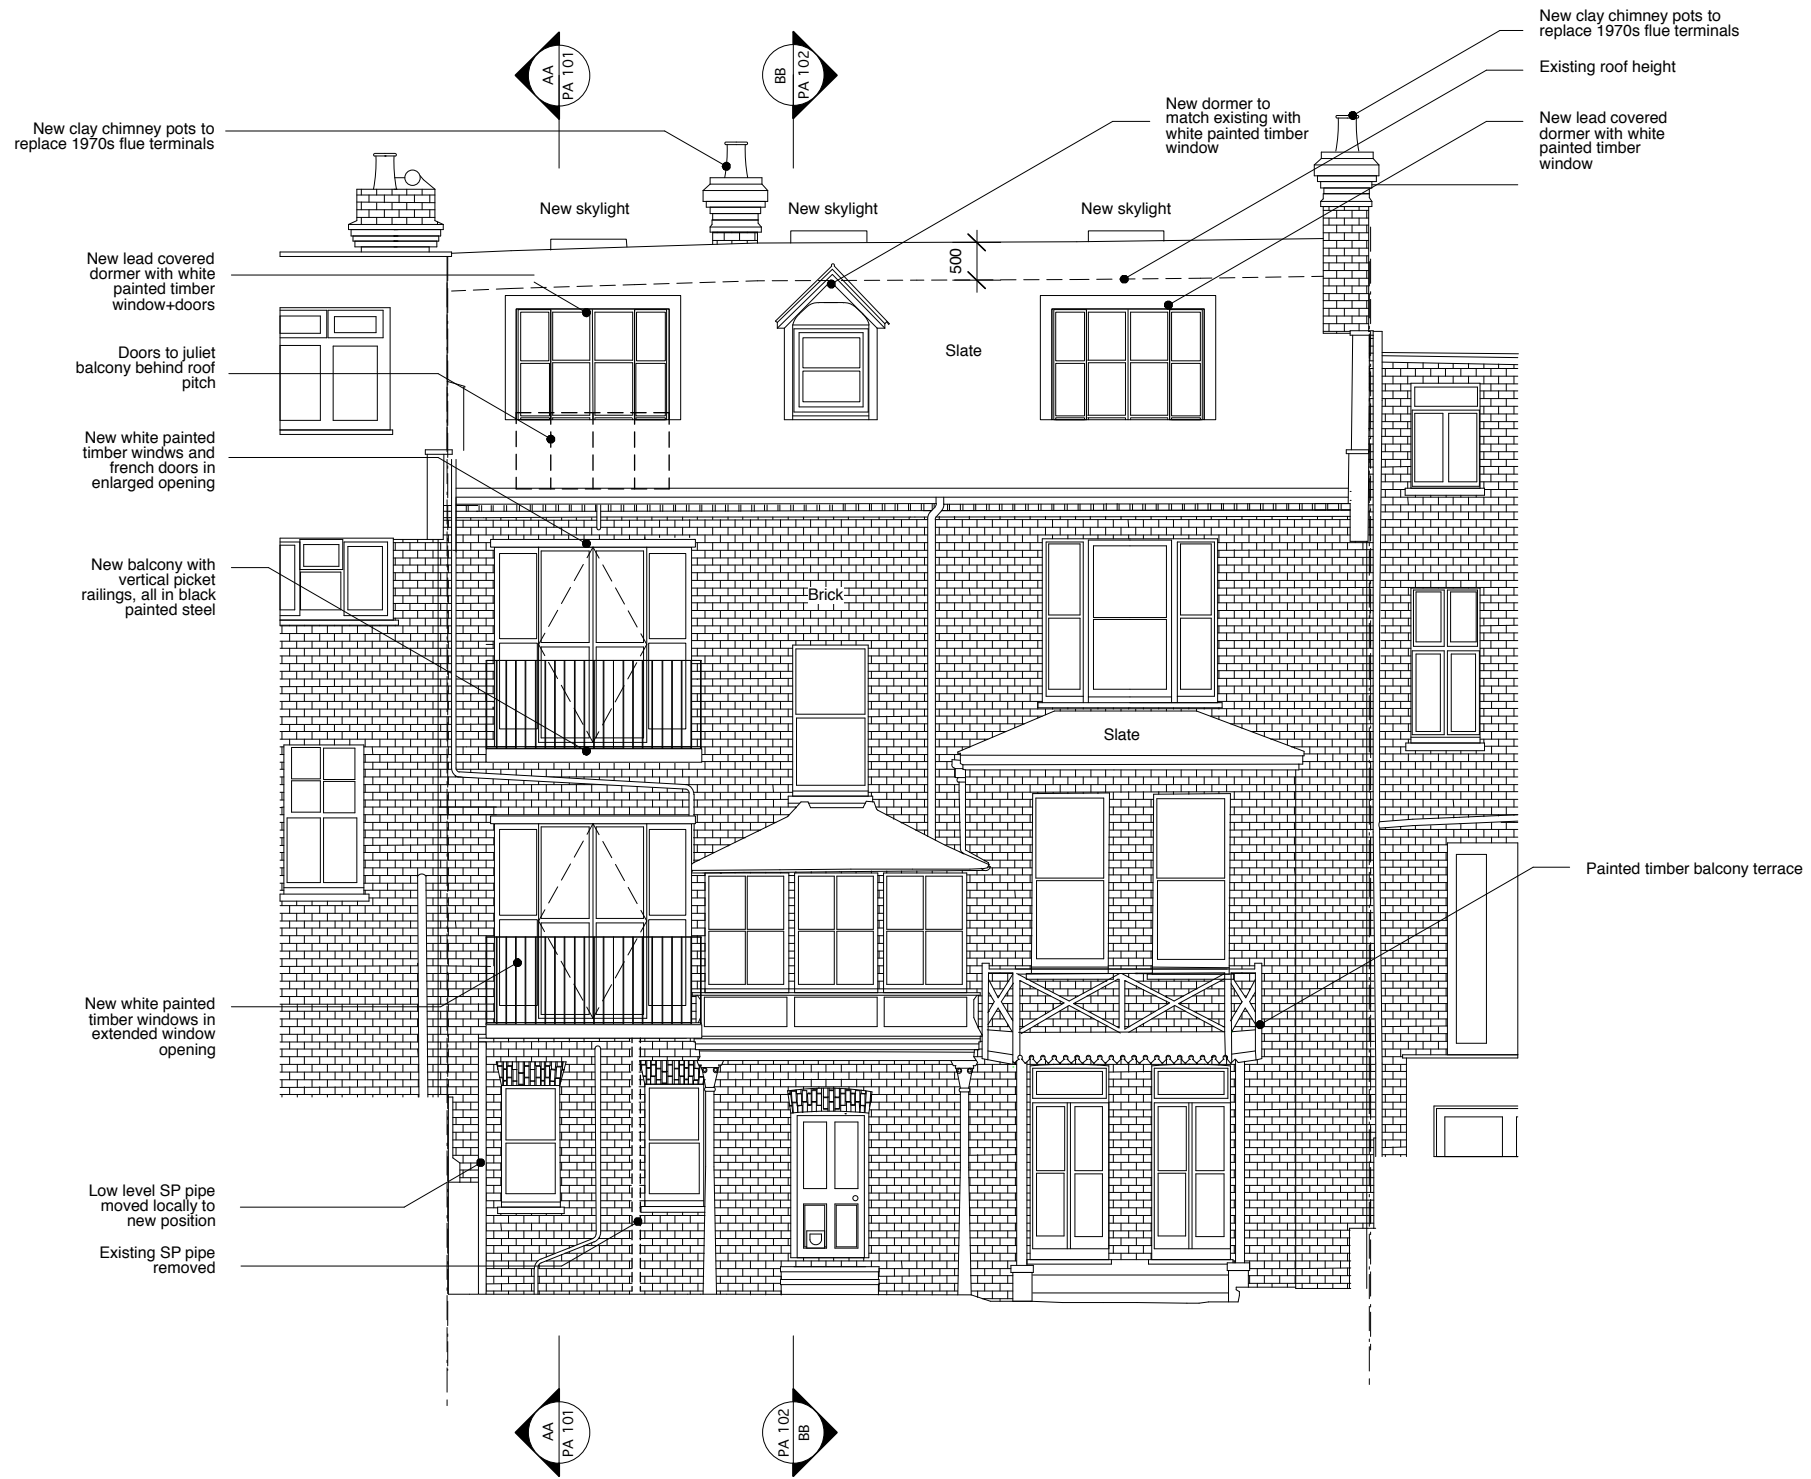 New clay chimney pots to
replace 1970s flue terminals
Existing roof height
New lead covered
dormer with white
painted timber
window
New dormer to
match existing with
white painted timber
window
AA
PA 101
BB
PA 102
New clay chimney pots to
replace 1970s flue terminals
New skylight
New skylight
New skylight
500
New lead covered
dormer with white
painted timber
window+doors
Doors to juliet
balcony behind roof
pitch
Slate
New white painted
timber windws and
french doors in
enlarged opening
New balcony with
vertical picket
railings, all in black
painted steel
Brick
Slate
Painted timber balcony terrace
New white painted
timber windows in
extended window
opening
Low level SP pipe
moved locally to
new position
Existing SP pipe
removed
AA
PA 101
PA 102
BB